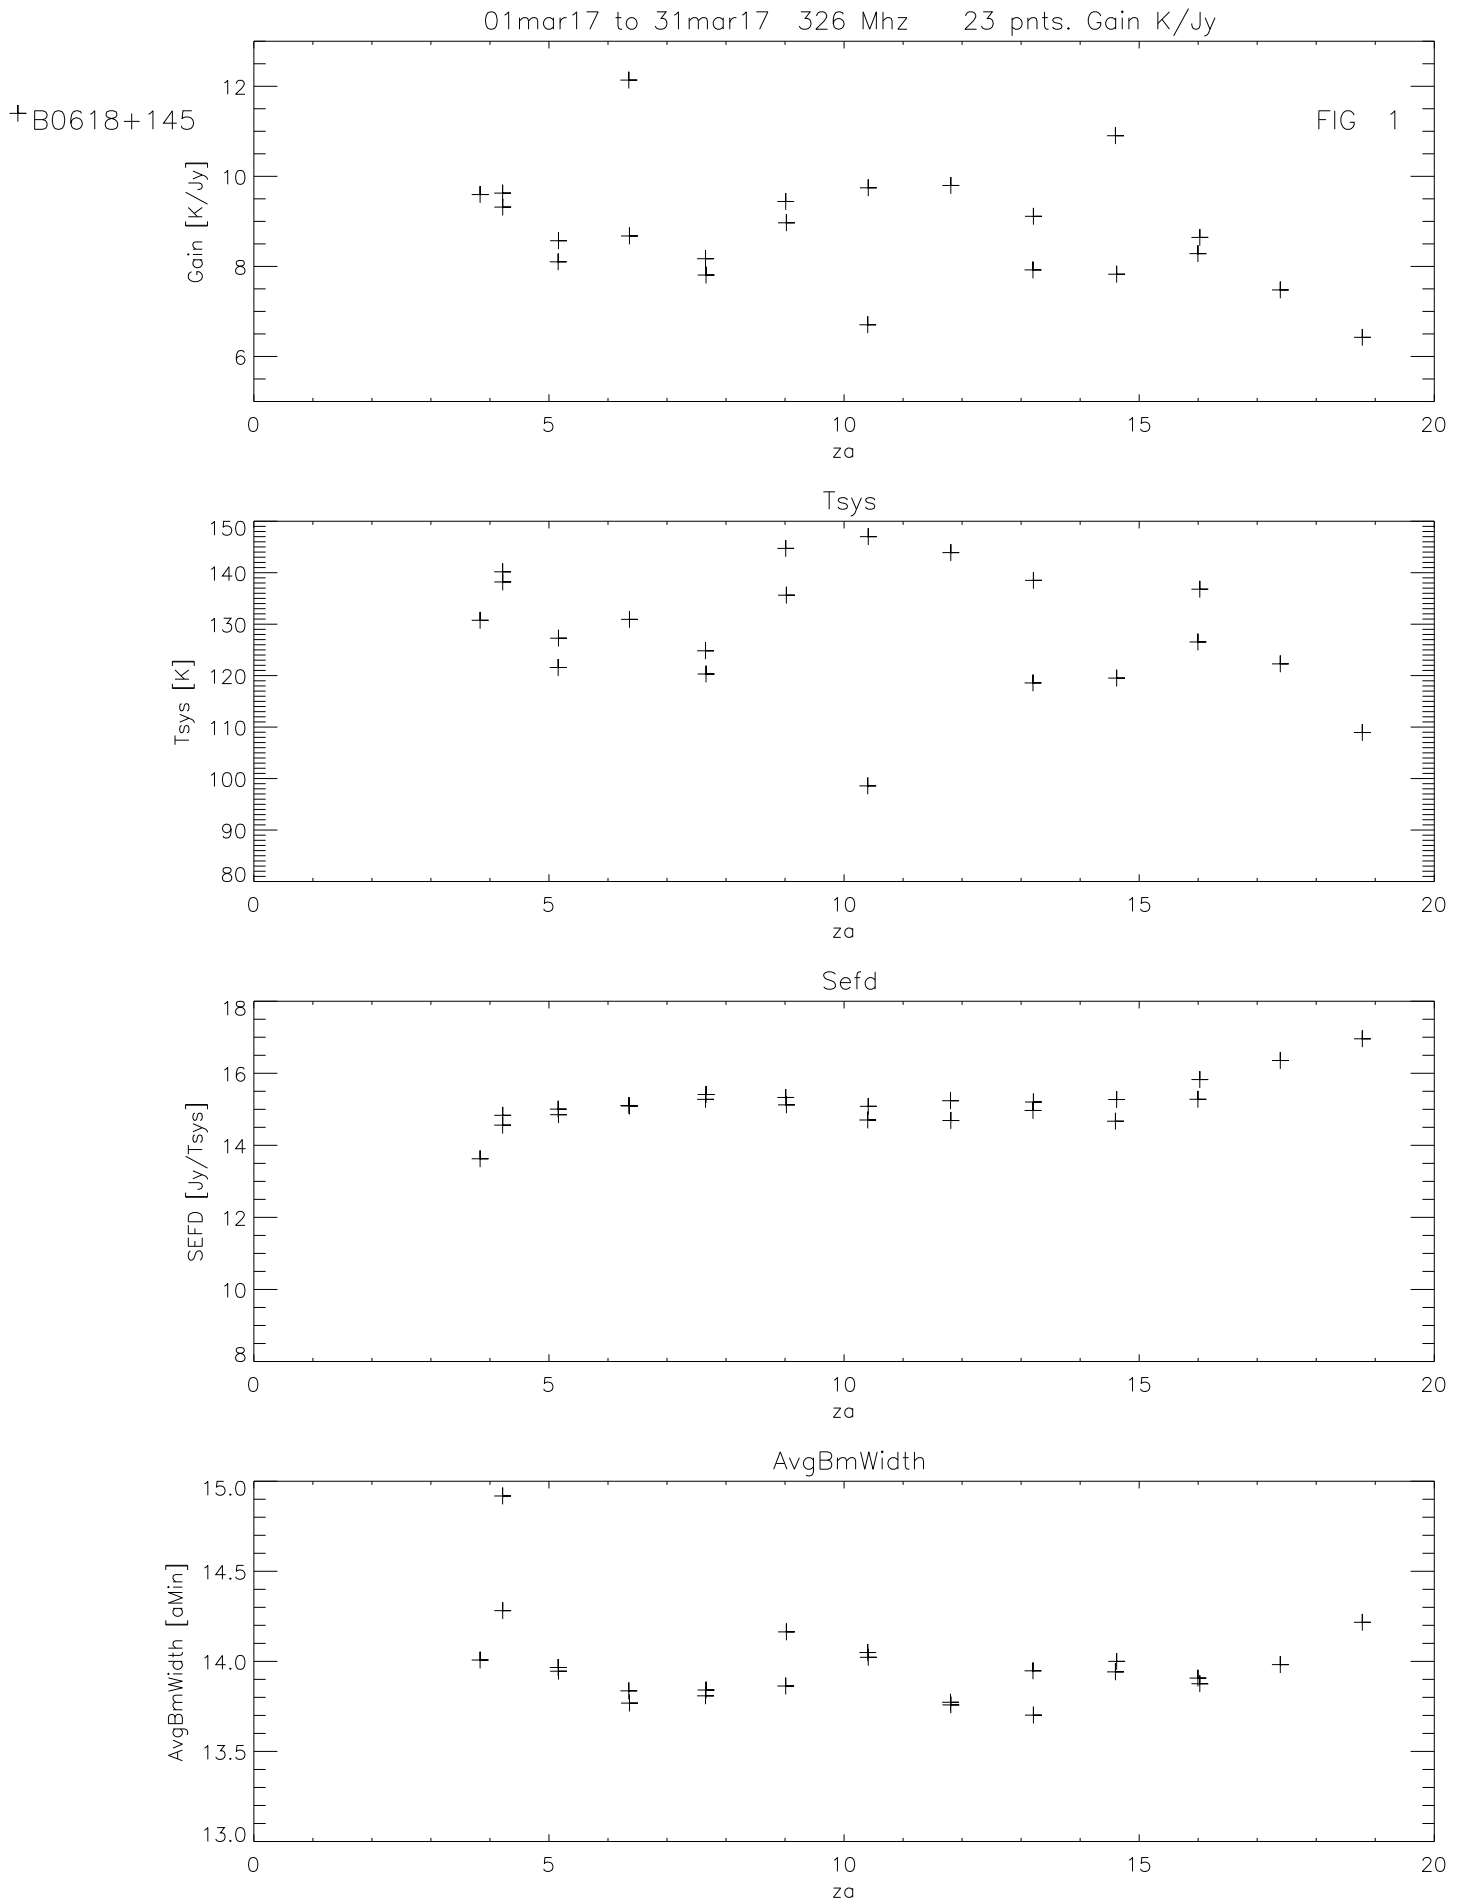 01mar17 to 31mar17 326 Mhz 23 pnts. Gain K/Jy
+ B0618+145
FIG 1
12
10
8
6
Gain [K/Jy]
0 5 10 15 20
za
Tsys
150
140
130
120
110
100
90
80
Tsys [K]
0 5 10 15 20
za
Sefd
18
16
14
12
10
8
SEFD [Jy/Tsys]
0 5 10 15 20
za
AvgBmWidth
15.0
14.5
14.0
13.5
13.0
AvgBmWidth [aMin]
0 5 10 15 20
za